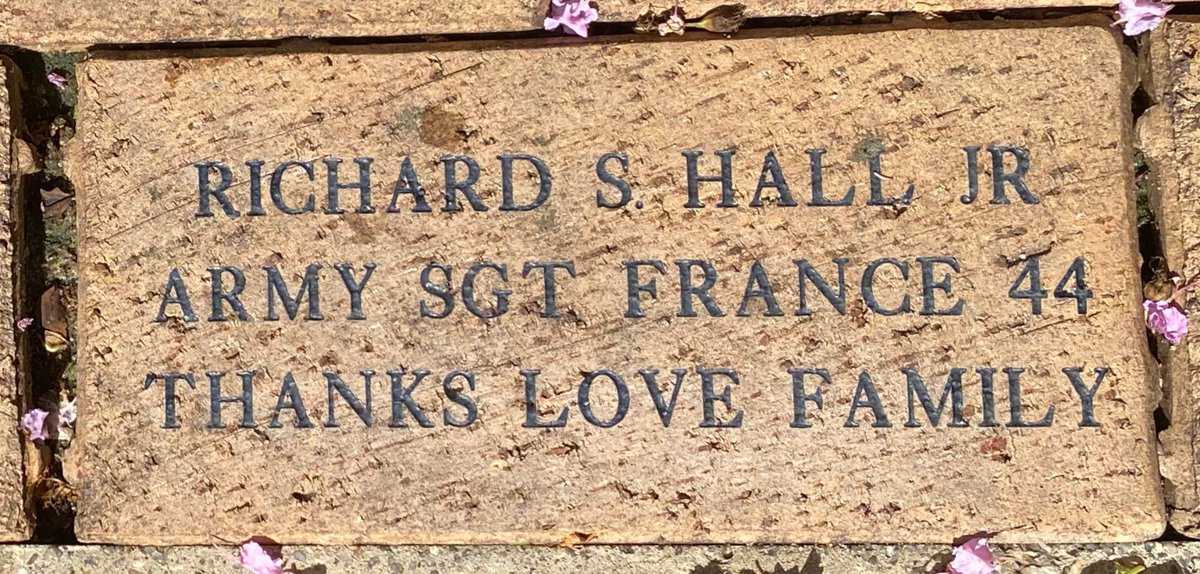 RICHARD S. HALL JR
ARMY SGT FRANCE 44
THANKS LOVE FAMILY